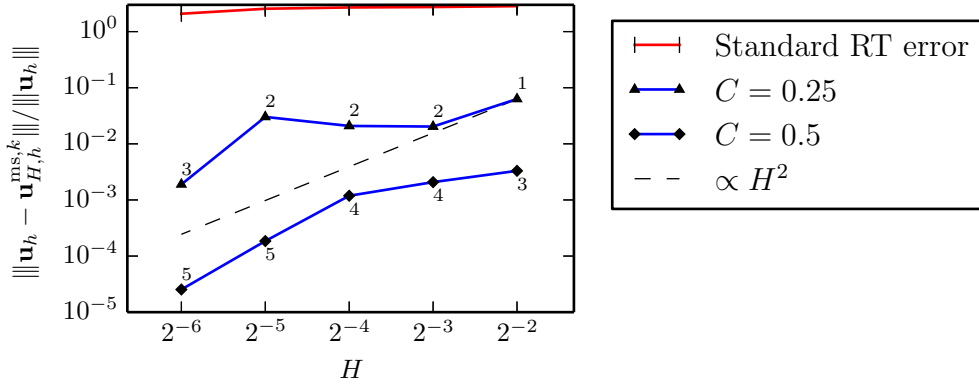 |||u_h − u_{H,h}^{ms,k}|||/|||u_h|||
10^0
10^{−1}
10^{−2}
10^{−3}
10^{−4}
10^{−5}
3
2
2
2
1
5
5
4
4
3
2^{−6} 2^{−5} 2^{−4} 2^{−3} 2^{−2}
H
Standard RT error
C = 0.25
C = 0.5
∝ H^2